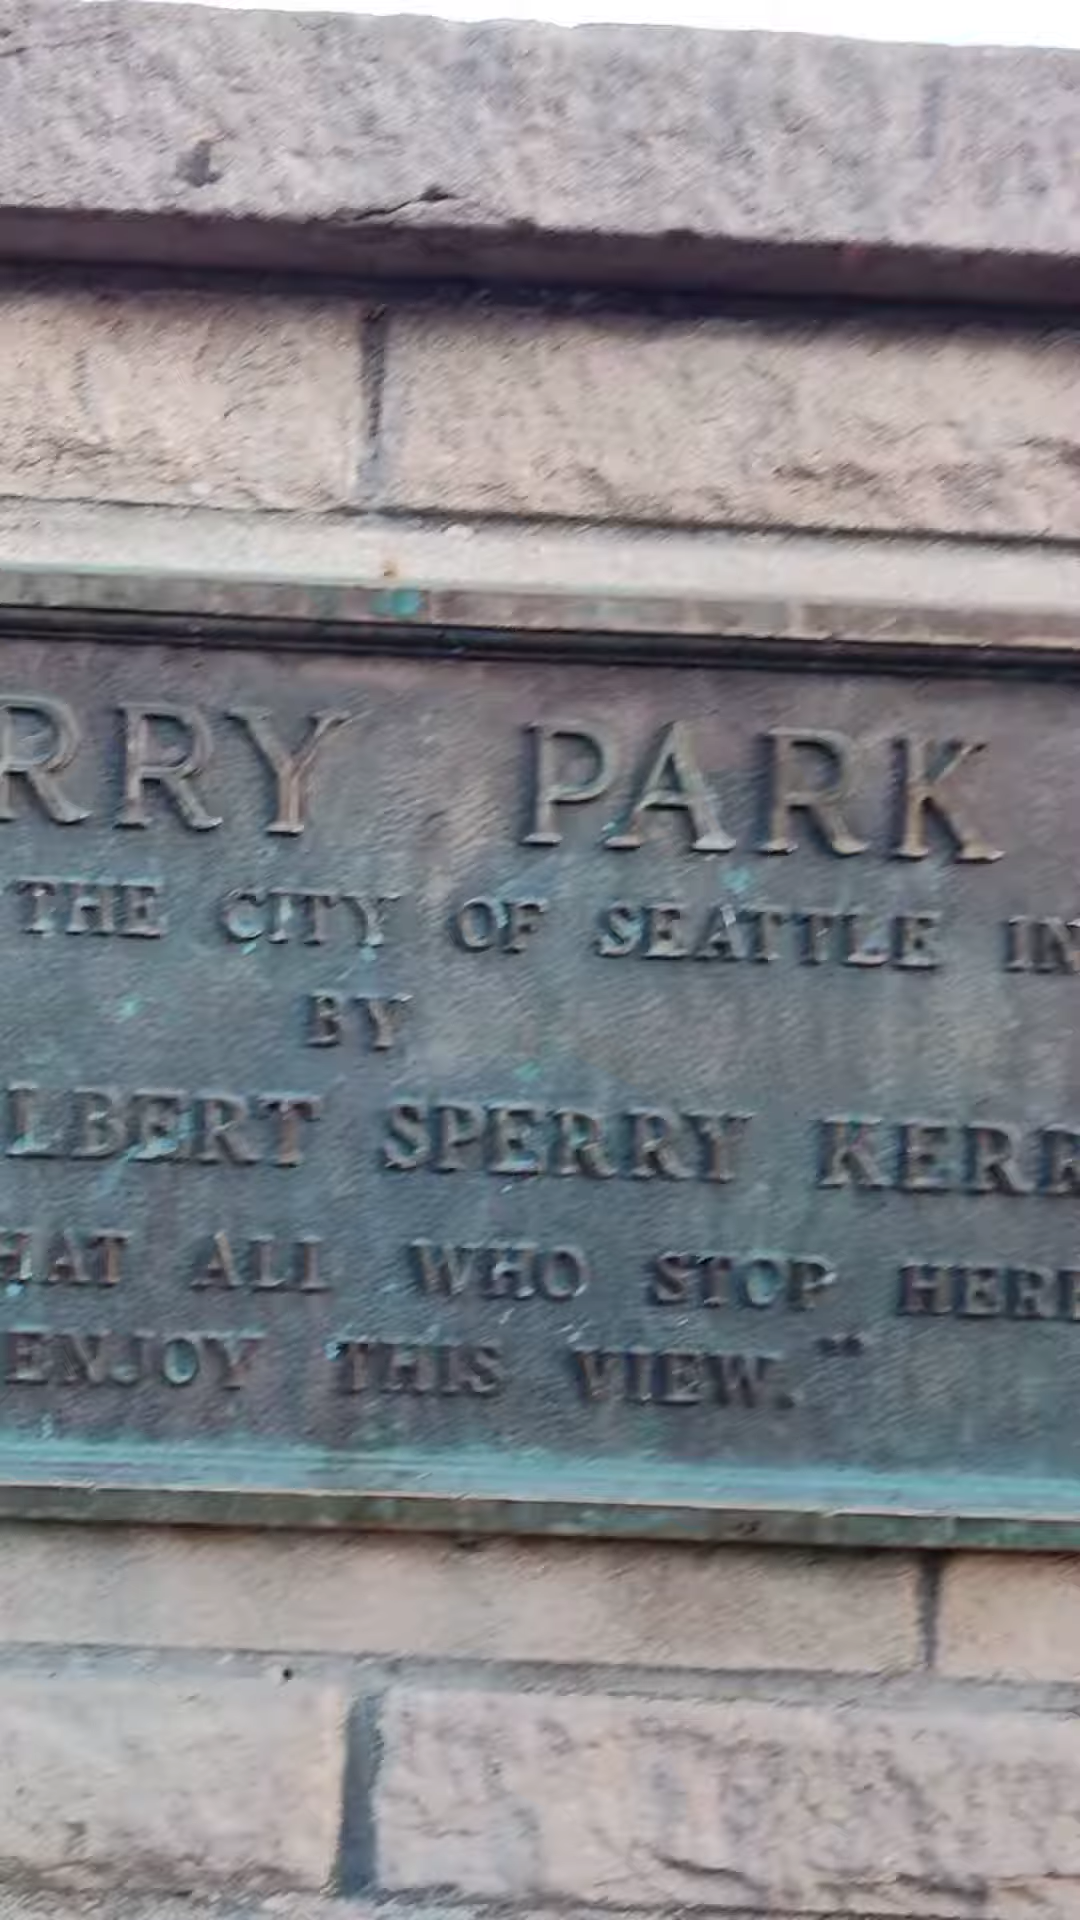 RRY PARK
THE CITY OF SEATTLE IN
BY
LBERT SPERRY KERR
HAT ALL WHO STOP HERE
ENJOY THIS VIEW."